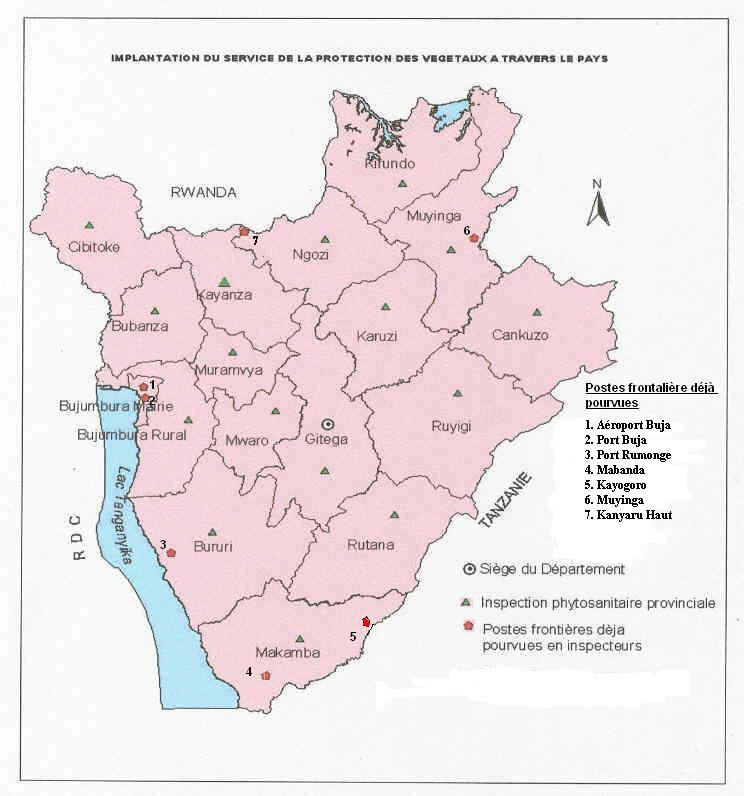 IMPLANTATION DU SERVICE DE LA PROTECTION DES VEGETAUX A TRAVERS LE PAYS
Kirundo
RWANDA
N
Muyinga
6
7
Cibitoke
Ngozi
Kayanza
Bubanza
Karuzi
Cankuzo
Muramvya
1
2
Bujumbura Mairie
Bujumbura Rural
Mwaro
Gitega
Ruyigi
Postes frontalière déjà
pourvues
1. Aéroport Buja
2. Port Buja
3. Port Rumonge
4. Mabanda
5. Kayogoro
6. Muyinga
7. Kanyaru Haut
Lac Tanganyika
R D C
TANZANIE
3
Bururi
Rutana
Siège du Département
Inspection phytosanitaire provinciale
Postes frontières dèja
pourvues en inspecteurs
5
Makamba
4